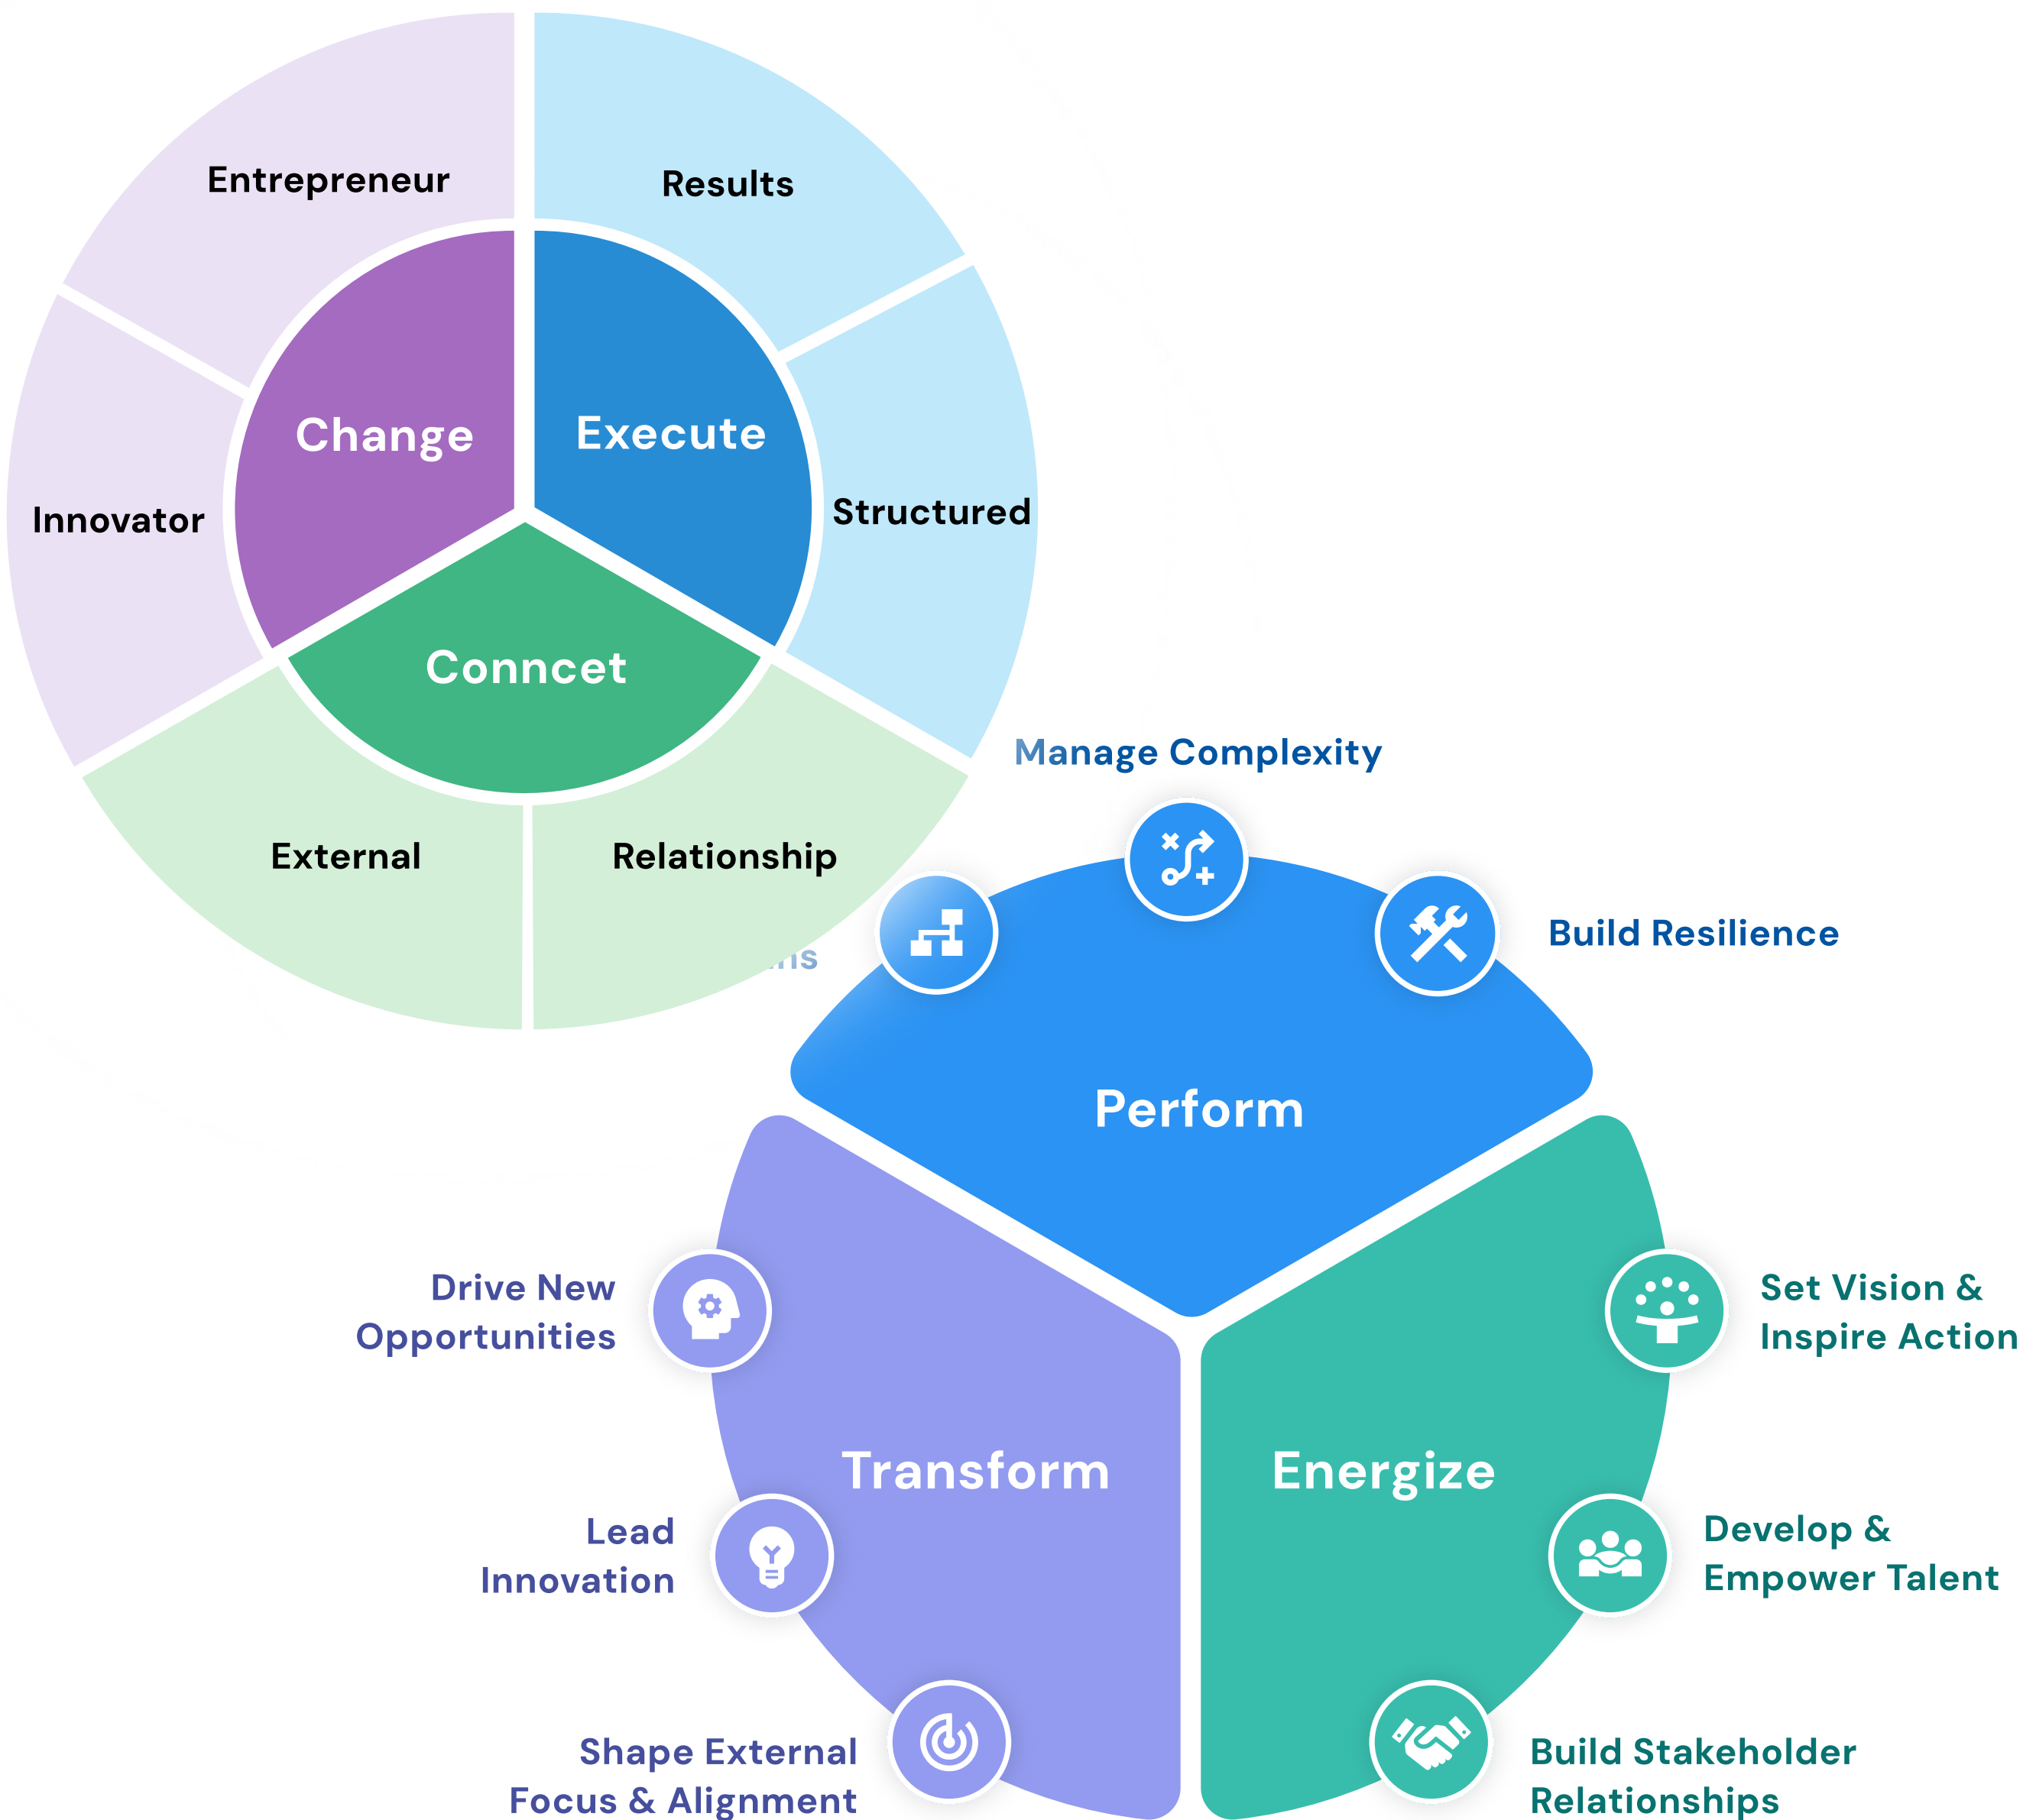 Entrepreneur
Results
Change
Execute
Innovator
Structured
Conncet
External
Relationship
Manage Complexity
Build Resilience
Perform
Drive New
Opportunities
Set Vision &
Inspire Action
Transform
Energize
Lead
Innovation
Develop &
Empower Talent
Shape External
Focus & Alignment
Build Stakeholder
Relationships